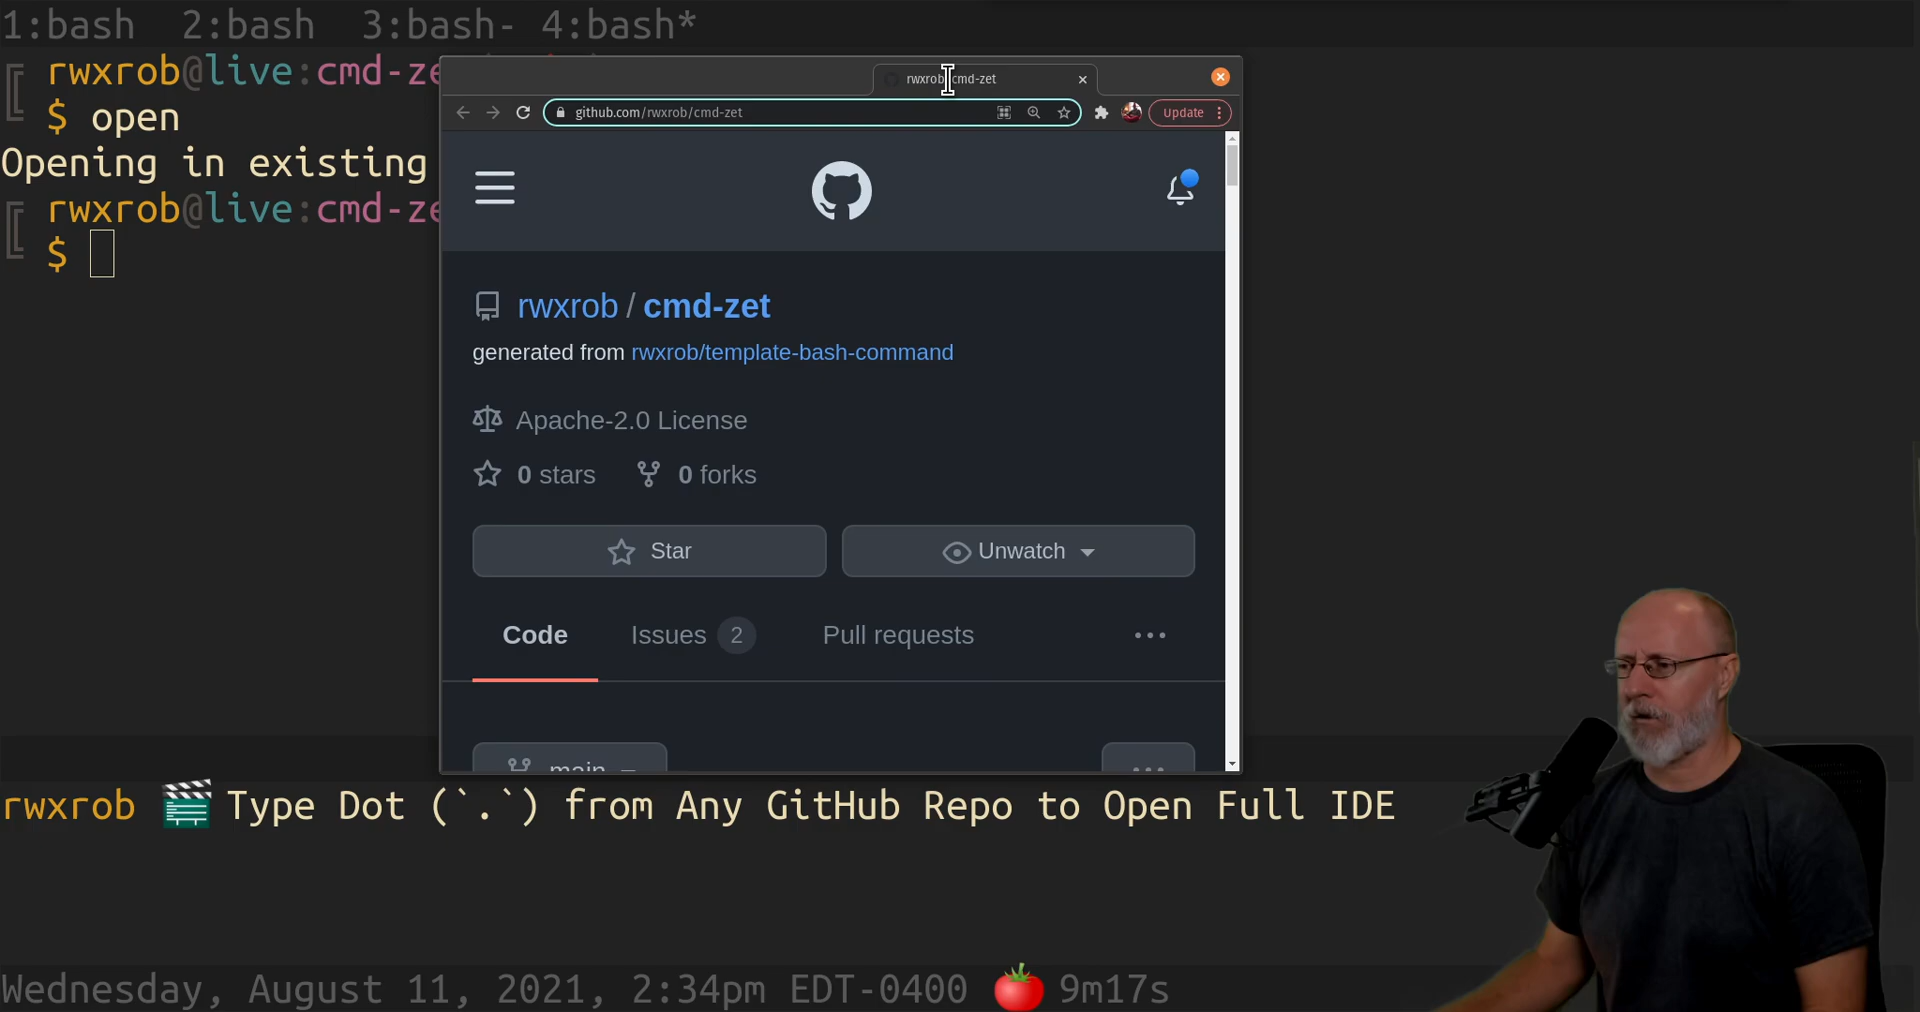 1:bash 2:bash 3:bash- 4:bash*
rwxrob@live:cmd-ze
$ open
Opening in existing
rwxrob@live:cmd-ze
$
rwxrob/cmd-zet
github.com/rwxrob/cmd-zet
Update
rwxrob / cmd-zet
generated from rwxrob/template-bash-command
Apache-2.0 License
0 stars 0 forks
Star Unwatch
Code Issues 2 Pull requests ...
main ...
rwxrob 🎬 Type Dot (`.`) from Any GitHub Repo to Open Full IDE
Wednesday, August 11, 2021, 2:34pm EDT-0400 🍅 9m17s